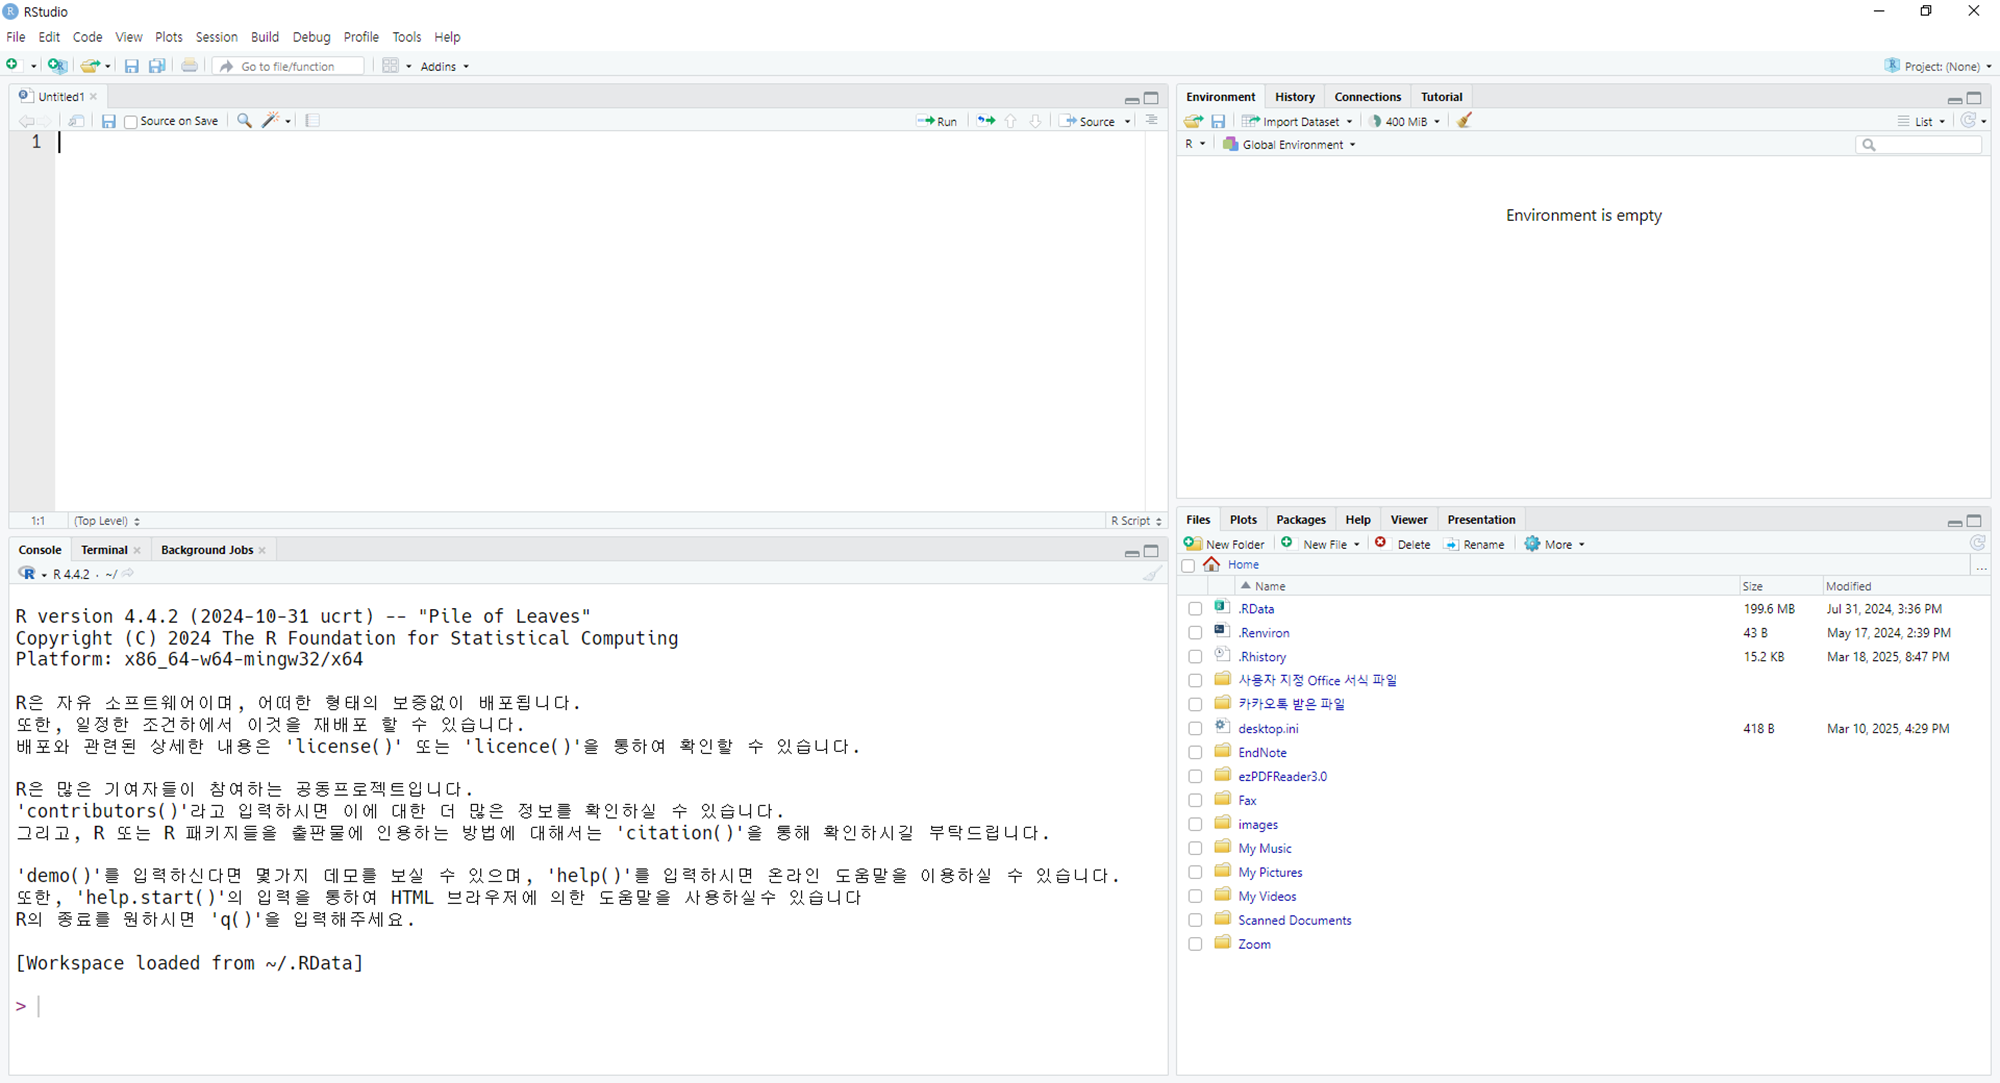 RStudio
File Edit Code View Plots Session Build Debug Profile Tools Help
Go to file/function Addins Project: (None)
Untitled1
Source on Save Run Source
1
1:1 (Top Level) R Script
Console Terminal Background Jobs
R 4.4.2 · ~/
R version 4.4.2 (2024-10-31 ucrt) -- "Pile of Leaves"
Copyright (C) 2024 The R Foundation for Statistical Computing
Platform: x86_64-w64-mingw32/x64
R은 자유 소프트웨어이며, 어떠한 형태의 보증없이 배포됩니다.
또한, 일정한 조건하에서 이것을 재배포 할 수 있습니다.
배포와 관련된 상세한 내용은 'license()' 또는 'licence()'을 통하여 확인할 수 있습니다.
R은 많은 기여자들이 참여하는 공동프로젝트입니다.
'contributors()'라고 입력하시면 이에 대한 더 많은 정보를 확인하실 수 있습니다.
그리고, R 또는 R 패키지들을 출판물에 인용하는 방법에 대해서는 'citation()'을 통해 확인하시길 부탁드립니다.
'demo()'를 입력하신다면 몇가지 데모를 보실 수 있으며, 'help()'를 입력하시면 온라인 도움말을 이용하실 수 있습니다.
또한, 'help.start()'의 입력을 통하여 HTML 브라우저에 의한 도움말을 사용하실수 있습니다
R의 종료를 원하시면 'q()'을 입력해주세요.
[Workspace loaded from ~/.RData]
>
Environment History Connections Tutorial
Import Dataset 400 MiB List
R Global Environment
Environment is empty
Files Plots Packages Help Viewer Presentation
New Folder New File Delete Rename More
Home ...
Name Size Modified
.RData 199.6 MB Jul 31, 2024, 3:36 PM
.Renviron 43 B May 17, 2024, 2:39 PM
.Rhistory 15.2 KB Mar 18, 2025, 8:47 PM
사용자 지정 Office 서식 파일
카카오톡 받은 파일
desktop.ini 418 B Mar 10, 2025, 4:29 PM
EndNote
ezPDFReader3.0
Fax
images
My Music
My Pictures
My Videos
Scanned Documents
Zoom